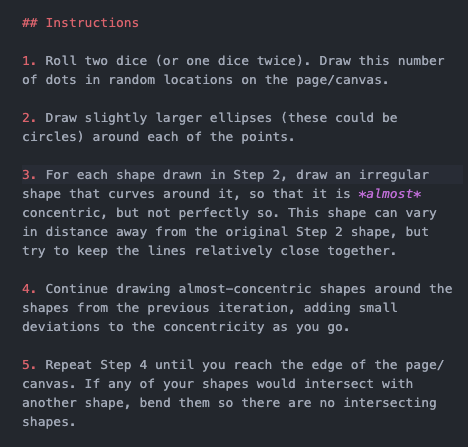 ## Instructions
1. Roll two dice (or one dice twice). Draw this number
of dots in random locations on the page/canvas.
2. Draw slightly larger ellipses (these could be
circles) around each of the points.
3. For each shape drawn in Step 2, draw an irregular
shape that curves around it, so that it is *almost*
concentric, but not perfectly so. This shape can vary
in distance away from the original Step 2 shape, but
try to keep the lines relatively close together.
4. Continue drawing almost-concentric shapes around the
shapes from the previous iteration, adding small
deviations to the concentricity as you go.
5. Repeat Step 4 until you reach the edge of the page/
canvas. If any of your shapes would intersect with
another shape, bend them so there are no intersecting
shapes.